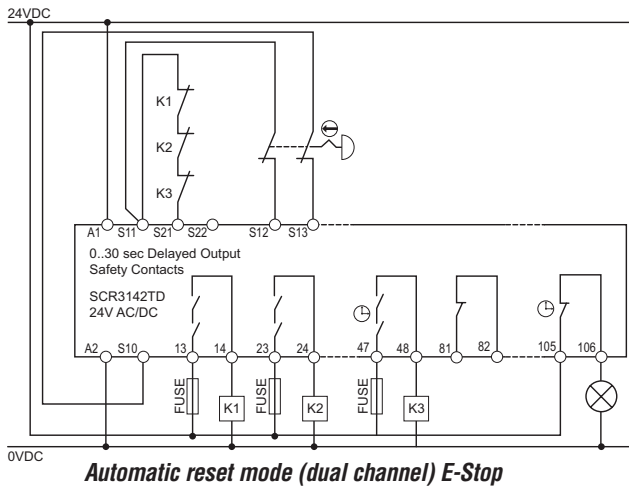 24VDC
K1
K2
K3
A1 S11 S21 S22 S12 S13
0..30 sec Delayed Output
Safety Contacts
SCR3142TD
24V AC/DC
A2 S10 13 14 23 24 47 48 81 82 105 106
FUSE K1 FUSE K2 FUSE K3
0VDC
Automatic reset mode (dual channel) E-Stop